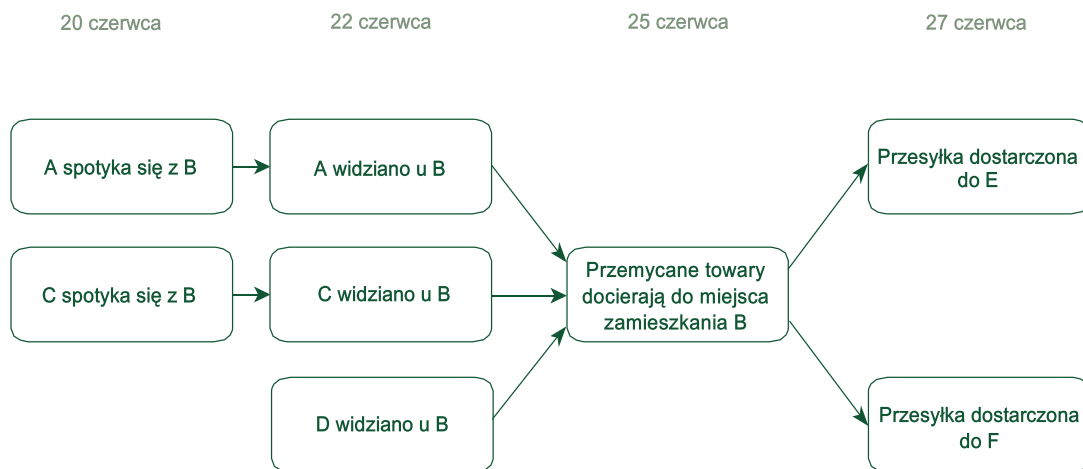 20 czerwca
22 czerwca
25 czerwca
27 czerwca
A spotyka się z B
A widziano u B
Przesyłka dostarczona
do E
C spotyka się z B
C widziano u B
Przemycane towary
docierają do miejsca
zamieszkania B
D widziano u B
Przesyłka dostarczona
do F